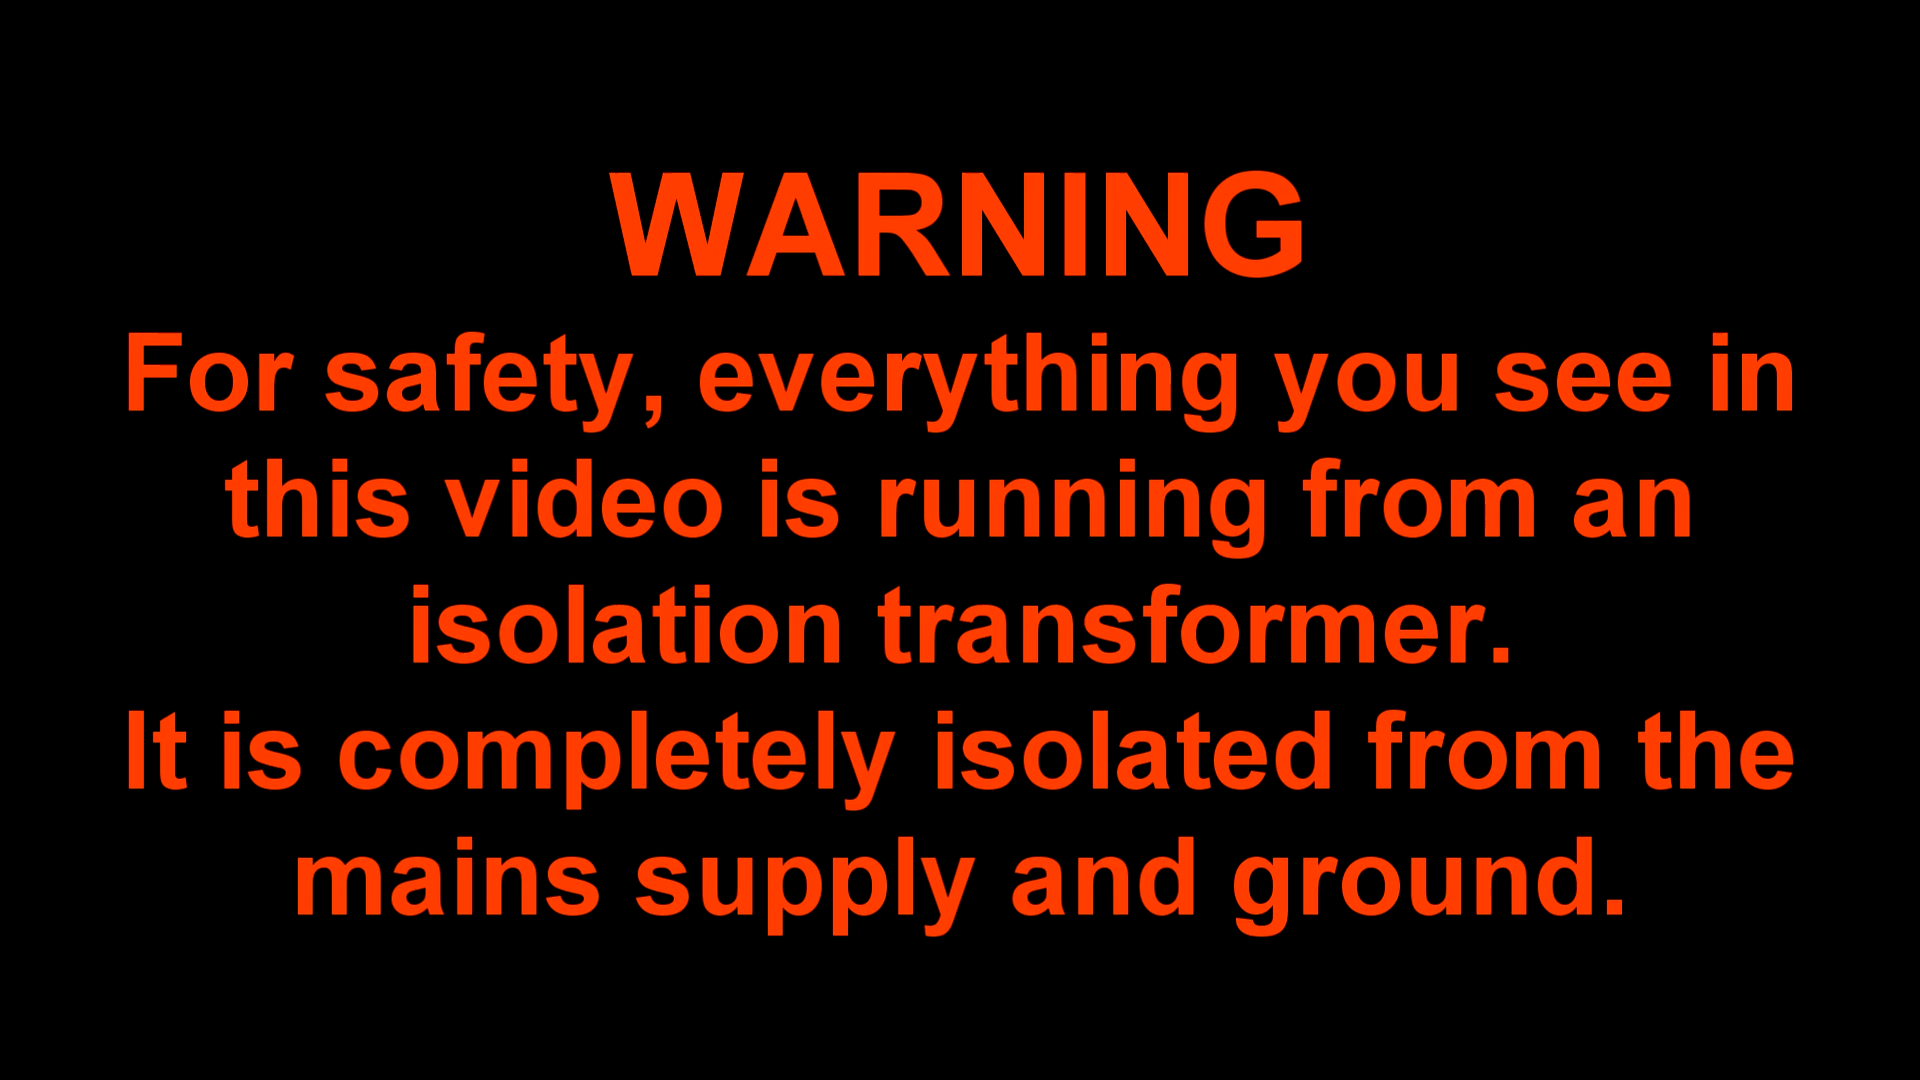 WARNING
For safety, everything you see in
this video is running from an
isolation transformer.
It is completely isolated from the
mains supply and ground.